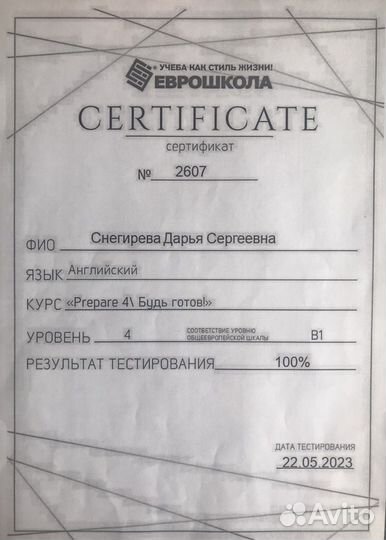 УЧЕБА КАК СТИЛЬ ЖИЗНИ!
ЕВРОШКОЛА
CERTIFICATE
сертификат
№ 2607
ФИО Снегирева Дарья Сергеевна
ЯЗЫК Английский
КУРС «Prepare 4\ Будь готов!»
УРОВЕНЬ 4 СООТВЕТСТВИЕ УРОВНЮ ОБЩЕЕВРОПЕЙСКОЙ ШКАЛЫ B1
РЕЗУЛЬТАТ ТЕСТИРОВАНИЯ 100%
ДАТА ТЕСТИРОВАНИЯ
22.05.2023
Avito